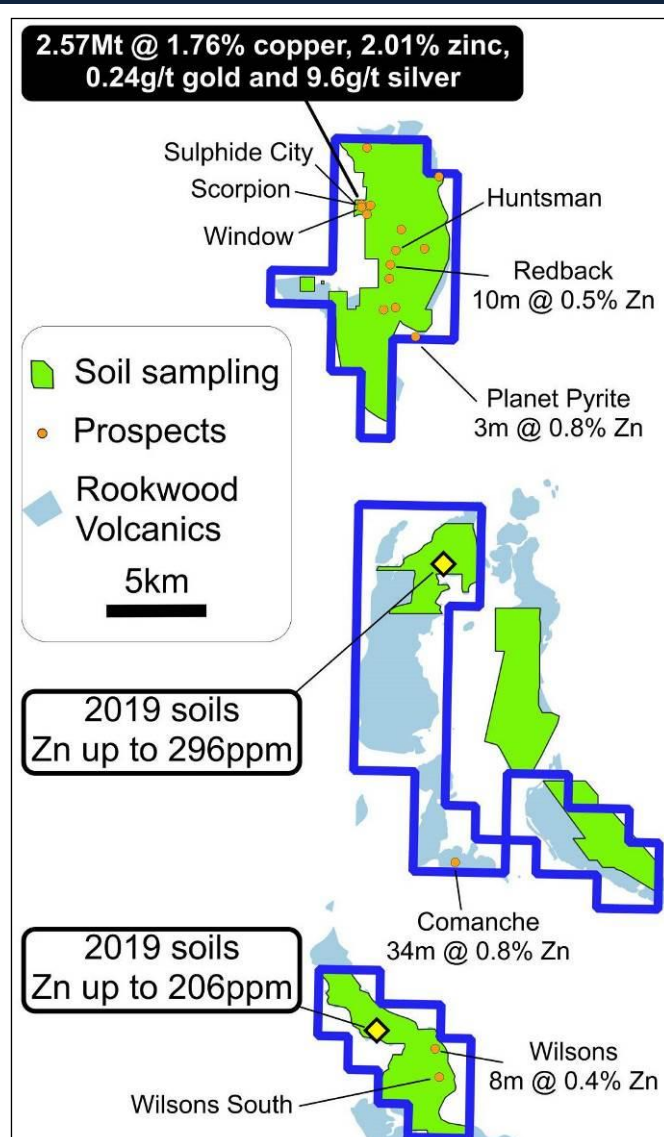 2.57Mt @ 1.76% copper, 2.01% zinc,
0.24g/t gold and 9.6g/t silver
Sulphide City
Scorpion
Window
Huntsman
Redback
10m @ 0.5% Zn
Planet Pyrite
3m @ 0.8% Zn
Soil sampling
Prospects
Rookwood
Volcanics
5km
2019 soils
Zn up to 296ppm
Comanche
34m @ 0.8% Zn
2019 soils
Zn up to 206ppm
Wilsons
8m @ 0.4% Zn
Wilsons South